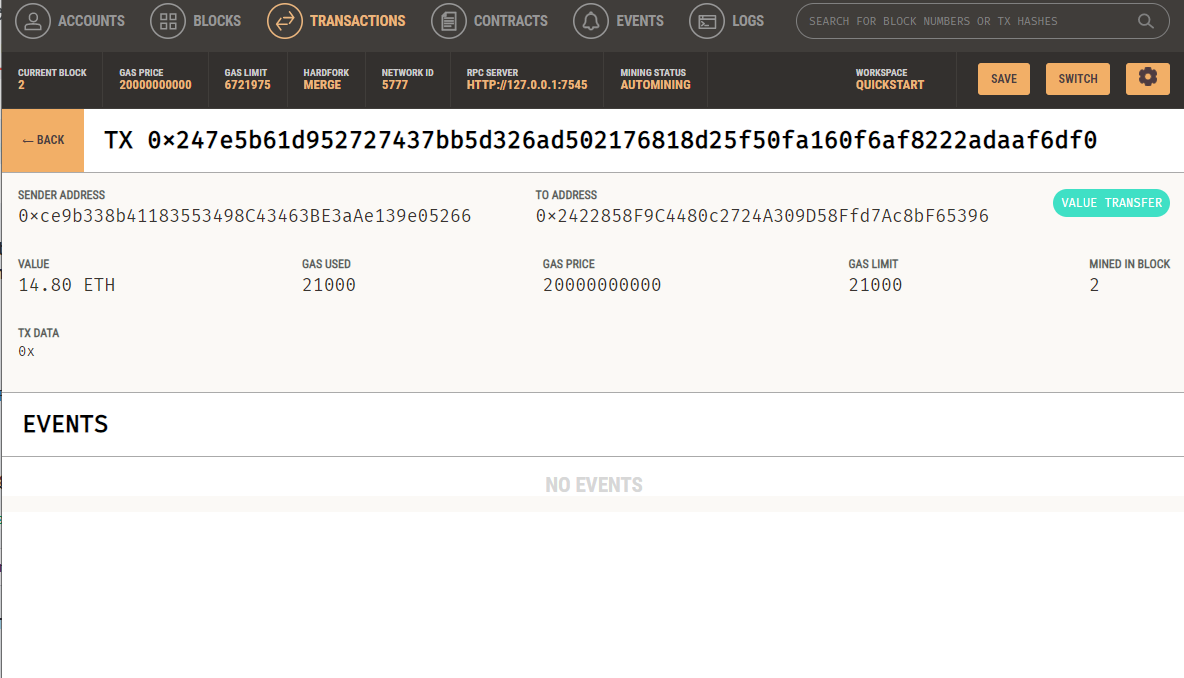 ACCOUNTS BLOCKS TRANSACTIONS CONTRACTS EVENTS LOGS SEARCH FOR BLOCK NUMBERS OR TX HASHES
CURRENT BLOCK GAS PRICE GAS LIMIT HARDFORK NETWORK ID RPC SERVER MINING STATUS WORKSPACE
2 20000000000 6721975 MERGE 5777 HTTP://127.0.0.1:7545 AUTOMINING QUICKSTART SAVE SWITCH
← BACK TX 0×247e5b61d952727437bb5d326ad502176818d25f50fa160f6af8222adaaf6df0
SENDER ADDRESS TO ADDRESS
0×ce9b338b41183553498C43463BE3aAe139e05266 0×2422858F9C4480c2724A309D58Ffd7Ac8bF65396 VALUE TRANSFER
VALUE GAS USED GAS PRICE GAS LIMIT MINED IN BLOCK
14.80 ETH 21000 20000000000 21000 2
TX DATA
0x
EVENTS
NO EVENTS